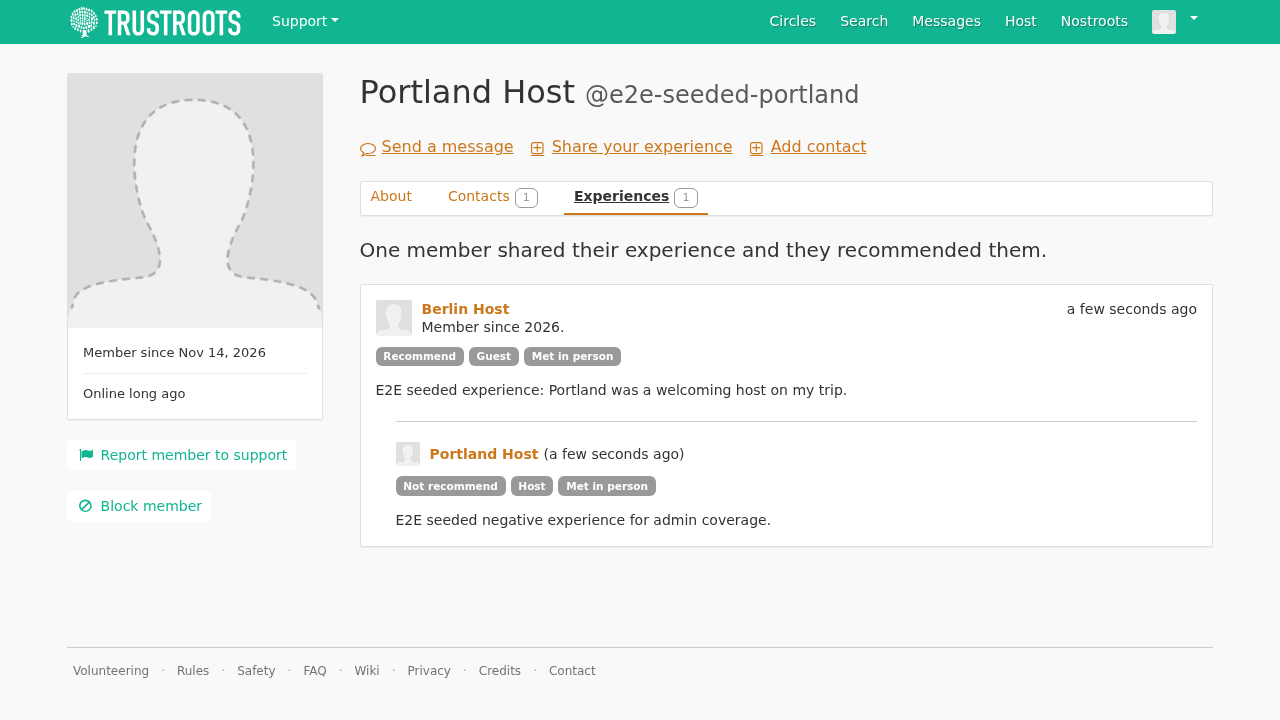 TRUSTROOTS Support Circles Search Messages Host Nostroots
Portland Host @e2e-seeded-portland
Send a message Share your experience Add contact
About Contacts 1 Experiences 1
One member shared their experience and they recommended them.
Berlin Host a few seconds ago
Member since 2026.
Recommend Guest Met in person
E2E seeded experience: Portland was a welcoming host on my trip.
Portland Host (a few seconds ago)
Not recommend Host Met in person
E2E seeded negative experience for admin coverage.
Member since Nov 14, 2026
Online long ago
Report member to support
Block member
Volunteering · Rules · Safety · FAQ · Wiki · Privacy · Credits · Contact